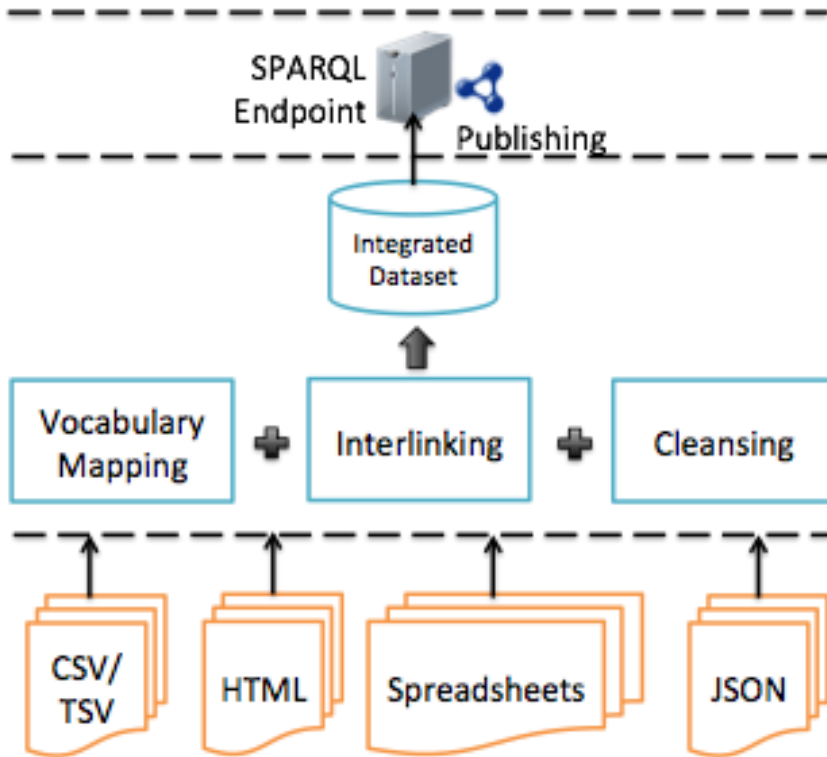 SPARQL
Endpoint
Publishing
Integrated
Dataset
Vocabulary
Mapping
Interlinking
Cleansing
CSV/
TSV
HTML
Spreadsheets
JSON